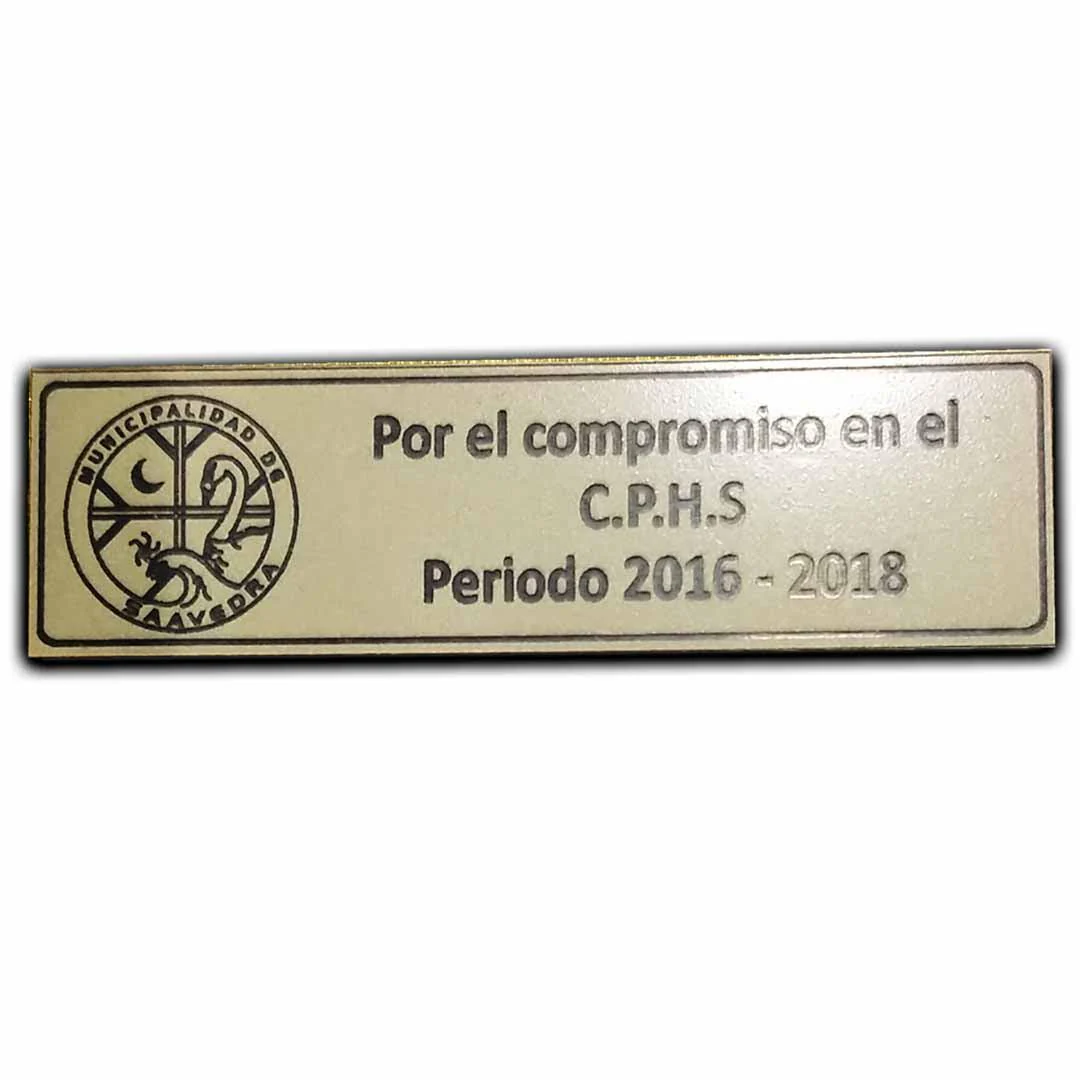 MUNICIPALIDAD DE
SAAVEDRA
Por el compromiso en el
C.P.H.S
Periodo 2016 - 2018